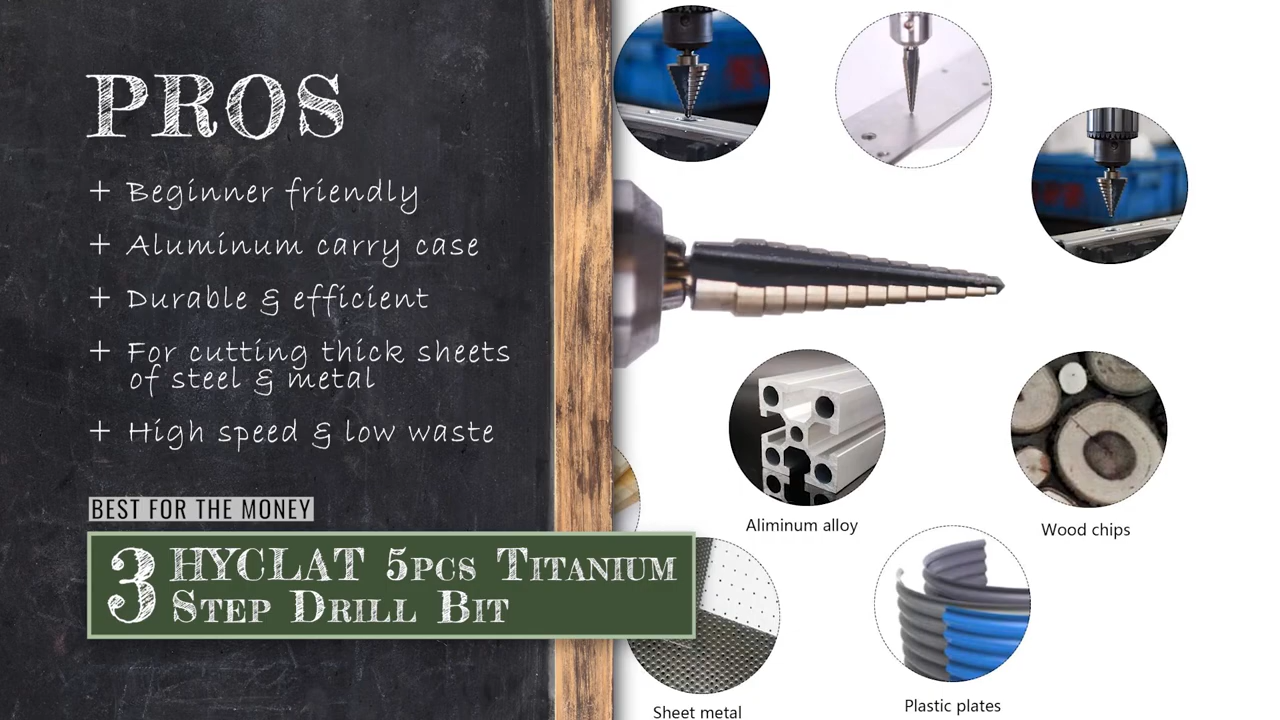 PROS
+ Beginner friendly
+ Aluminum carry case
+ Durable & efficient
+ For cutting thick sheets
of steel & metal
+ High speed & low waste
BEST FOR THE MONEY
3 HYCLAT 5PCS TITANIUM
STEP DRILL BIT
Aliminum alloy
Wood chips
Sheet metal
Plastic plates